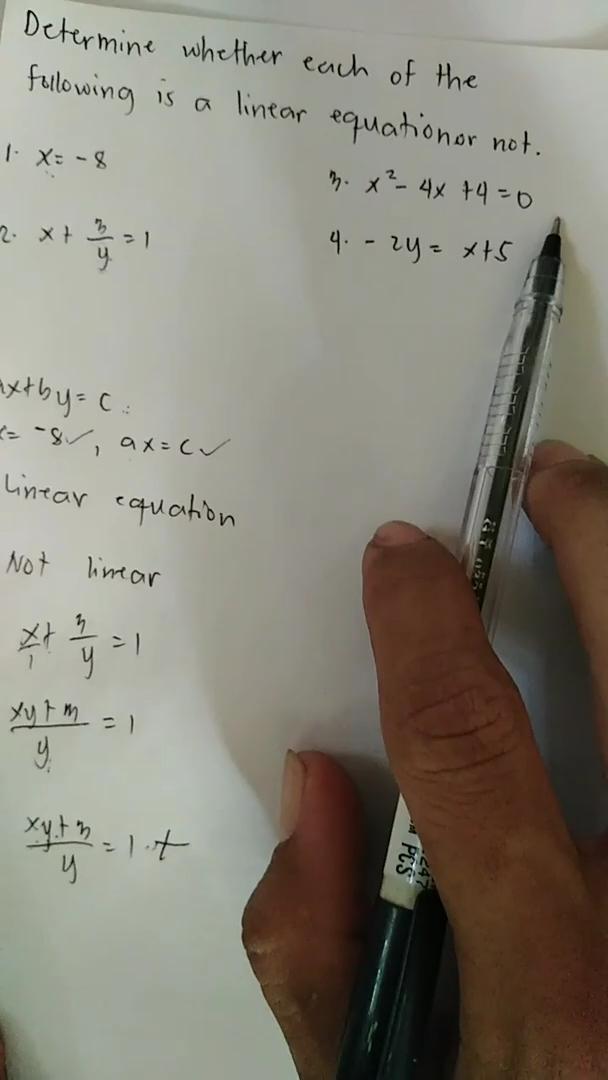 Determine whether each of the
following is a linear equation or not.
1. x = -8
2. x + 3/y = 1
3. x² - 4x + 4 = 0
4. -2y = x + 5
ax + by = c
x = -8 ✓, ax = c ✓
Linear equation
Not linear
x/1 + 3/y = 1
xy + 3/y = 1
xy + 3/y = 1 ·